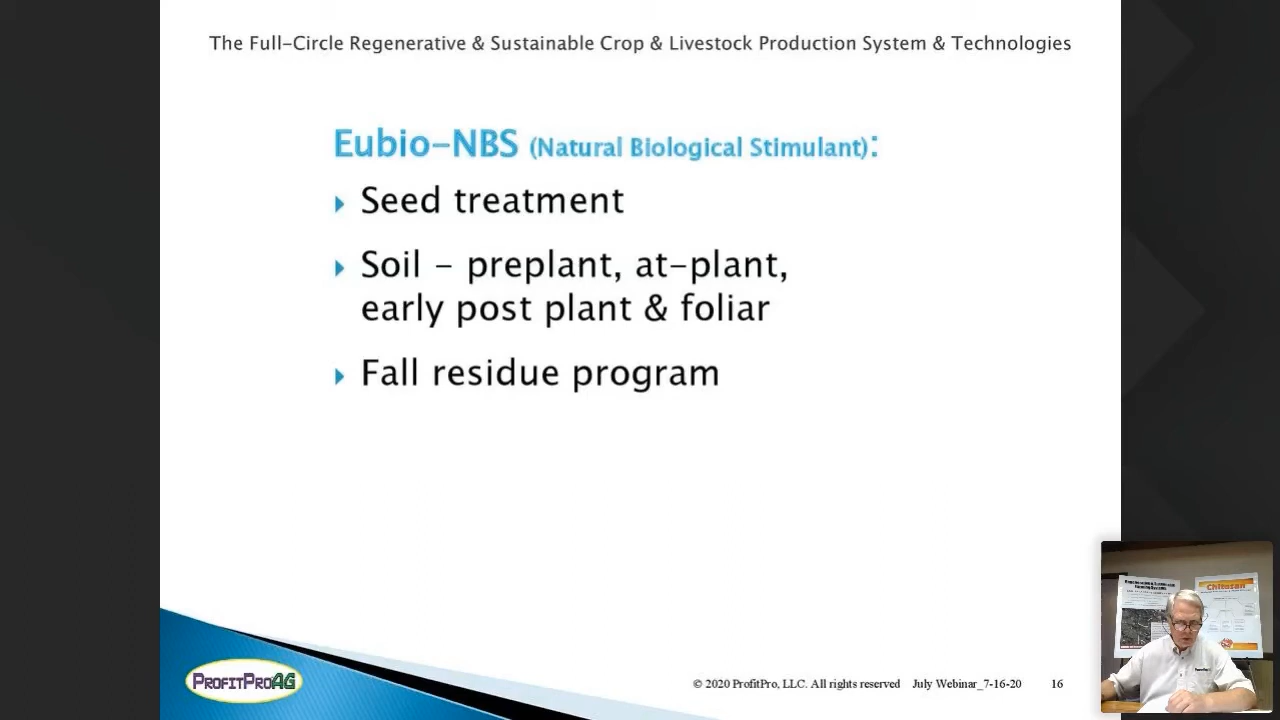 The Full-Circle Regenerative & Sustainable Crop & Livestock Production System & Technologies
Eubio-NBS (Natural Biological Stimulant):
Seed treatment
Soil - preplant, at-plant,
early post plant & foliar
Fall residue program
PROFITPROAG
© 2020 ProfitPro, LLC. All rights reserved July Webinar_7-16-20 16
Chitosan